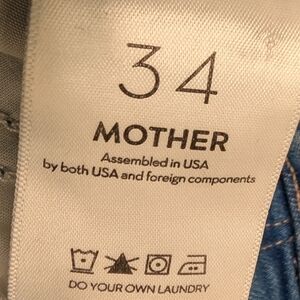 34
MOTHER
Assembled in USA
by both USA and foreign components
DO YOUR OWN LAUNDRY